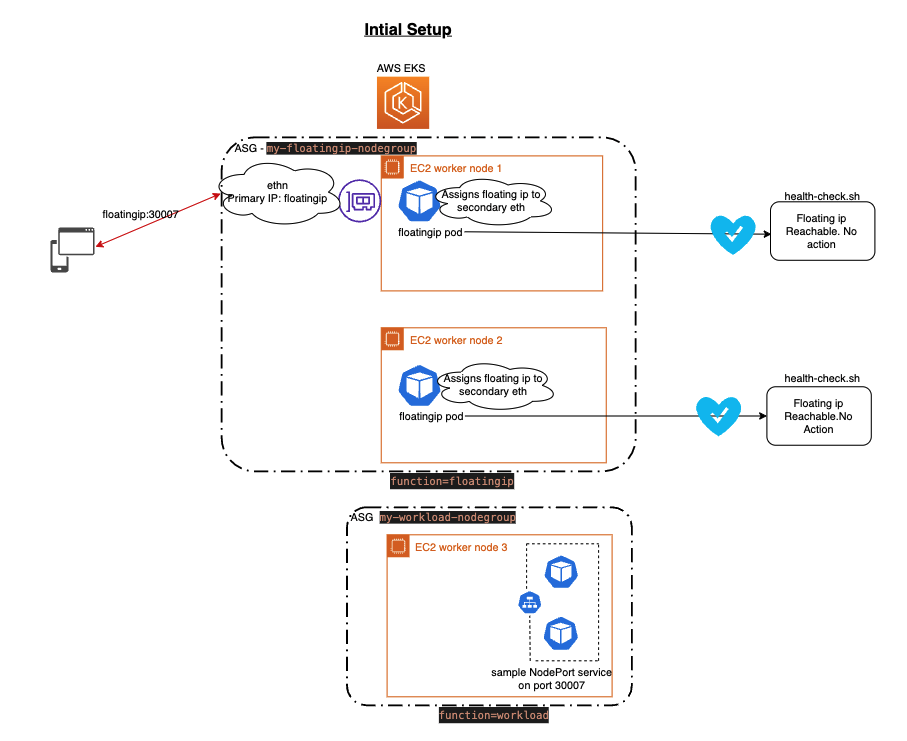 Intial Setup
AWS EKS
ASG - my-floatingip-nodegroup
EC2 worker node 1
ethn
Primary IP: floatingip
Assigns floating ip to
secondary eth
floatingip pod
floatingip:30007
health-check.sh
Floating ip
Reachable. No
action
EC2 worker node 2
Assigns floating ip to
secondary eth
floatingip pod
health-check.sh
Floating ip
Reachable.No
Action
function=floatingip
ASG my-workload-nodegroup
EC2 worker node 3
sample NodePort service
on port 30007
function=workload